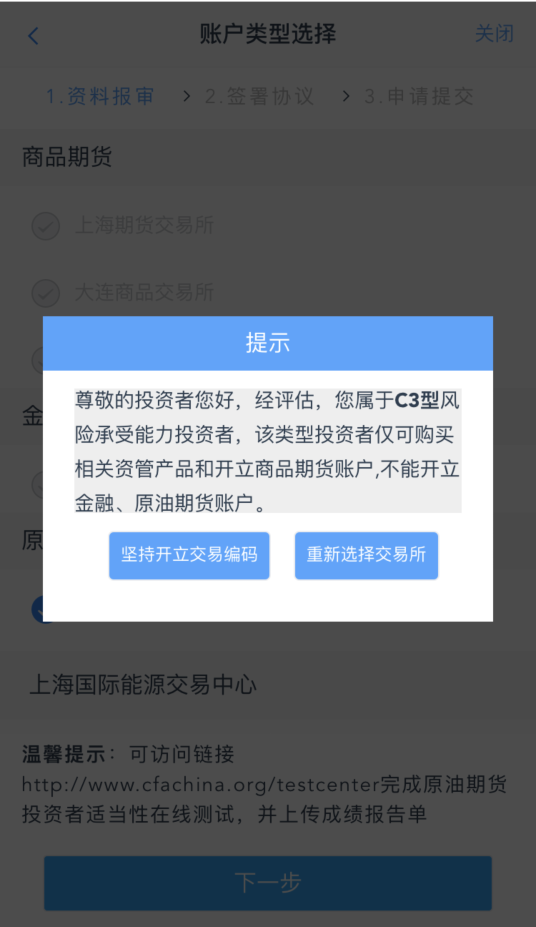 账户类型选择
关闭
1.资料报审 > 2.签署协议 > 3.申请提交
商品期货
上海期货交易所
大连商品交易所
提示
尊敬的投资者您好，经评估，您属于C3型风
险承受能力投资者，该类型投资者仅可购买
相关资管产品和开立商品期货账户,不能开立
金融、原油期货账户。
坚持开立交易编码
重新选择交易所
金
原
上海国际能源交易中心
温馨提示：可访问链接
http://www.cfachina.org/testcenter完成原油期货
投资者适当性在线测试，并上传成绩报告单
下一步